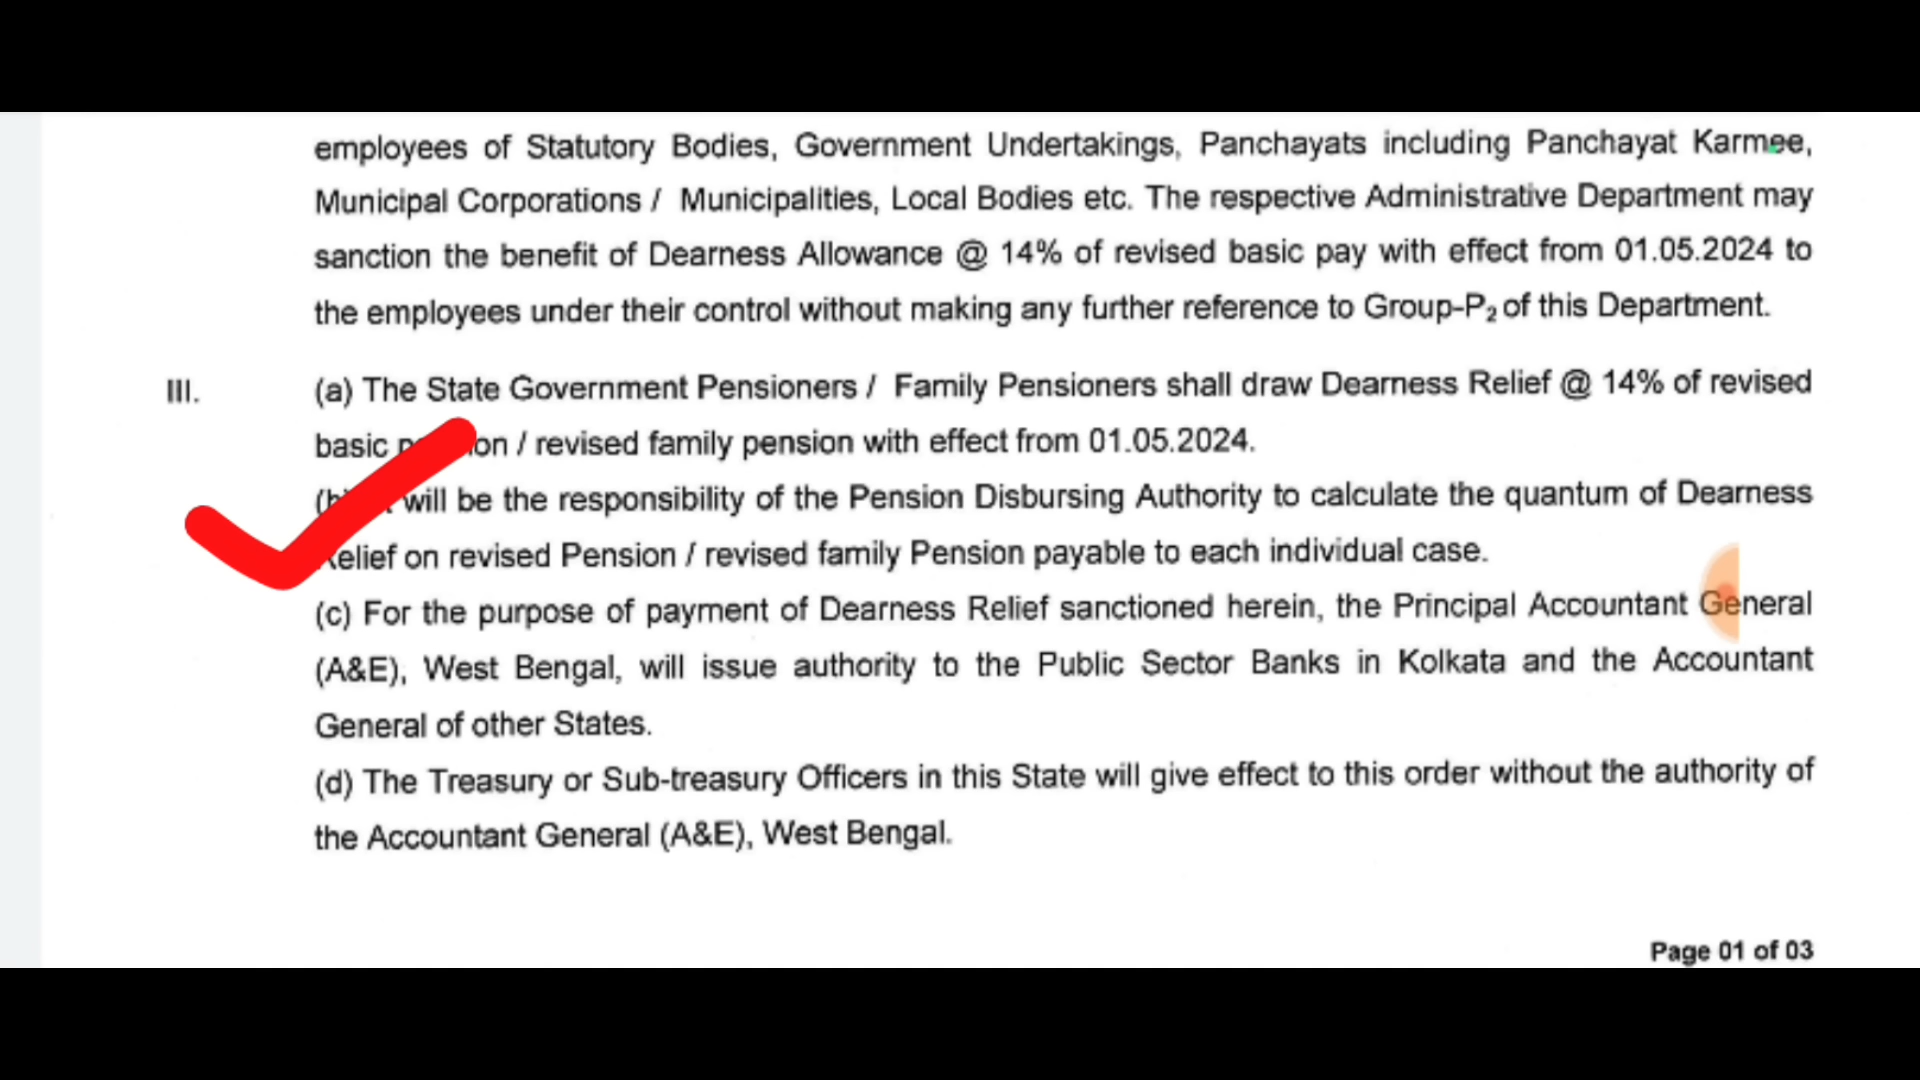 employees of Statutory Bodies, Government Undertakings, Panchayats including Panchayat Karmee,
Municipal Corporations / Municipalities, Local Bodies etc. The respective Administrative Department may
sanction the benefit of Dearness Allowance @ 14% of revised basic pay with effect from 01.05.2024 to
the employees under their control without making any further reference to Group-P₂ of this Department.
III. (a) The State Government Pensioners / Family Pensioners shall draw Dearness Relief @ 14% of revised
basic / revised family pension with effect from 01.05.2024.
will be the responsibility of the Pension Disbursing Authority to calculate the quantum of Dearness
Relief on revised Pension / revised family Pension payable to each individual case.
(c) For the purpose of payment of Dearness Relief sanctioned herein, the Principal Accountant General
(A&E), West Bengal, will issue authority to the Public Sector Banks in Kolkata and the Accountant
General of other States.
(d) The Treasury or Sub-treasury Officers in this State will give effect to this order without the authority of
the Accountant General (A&E), West Bengal.
Page 01 of 03